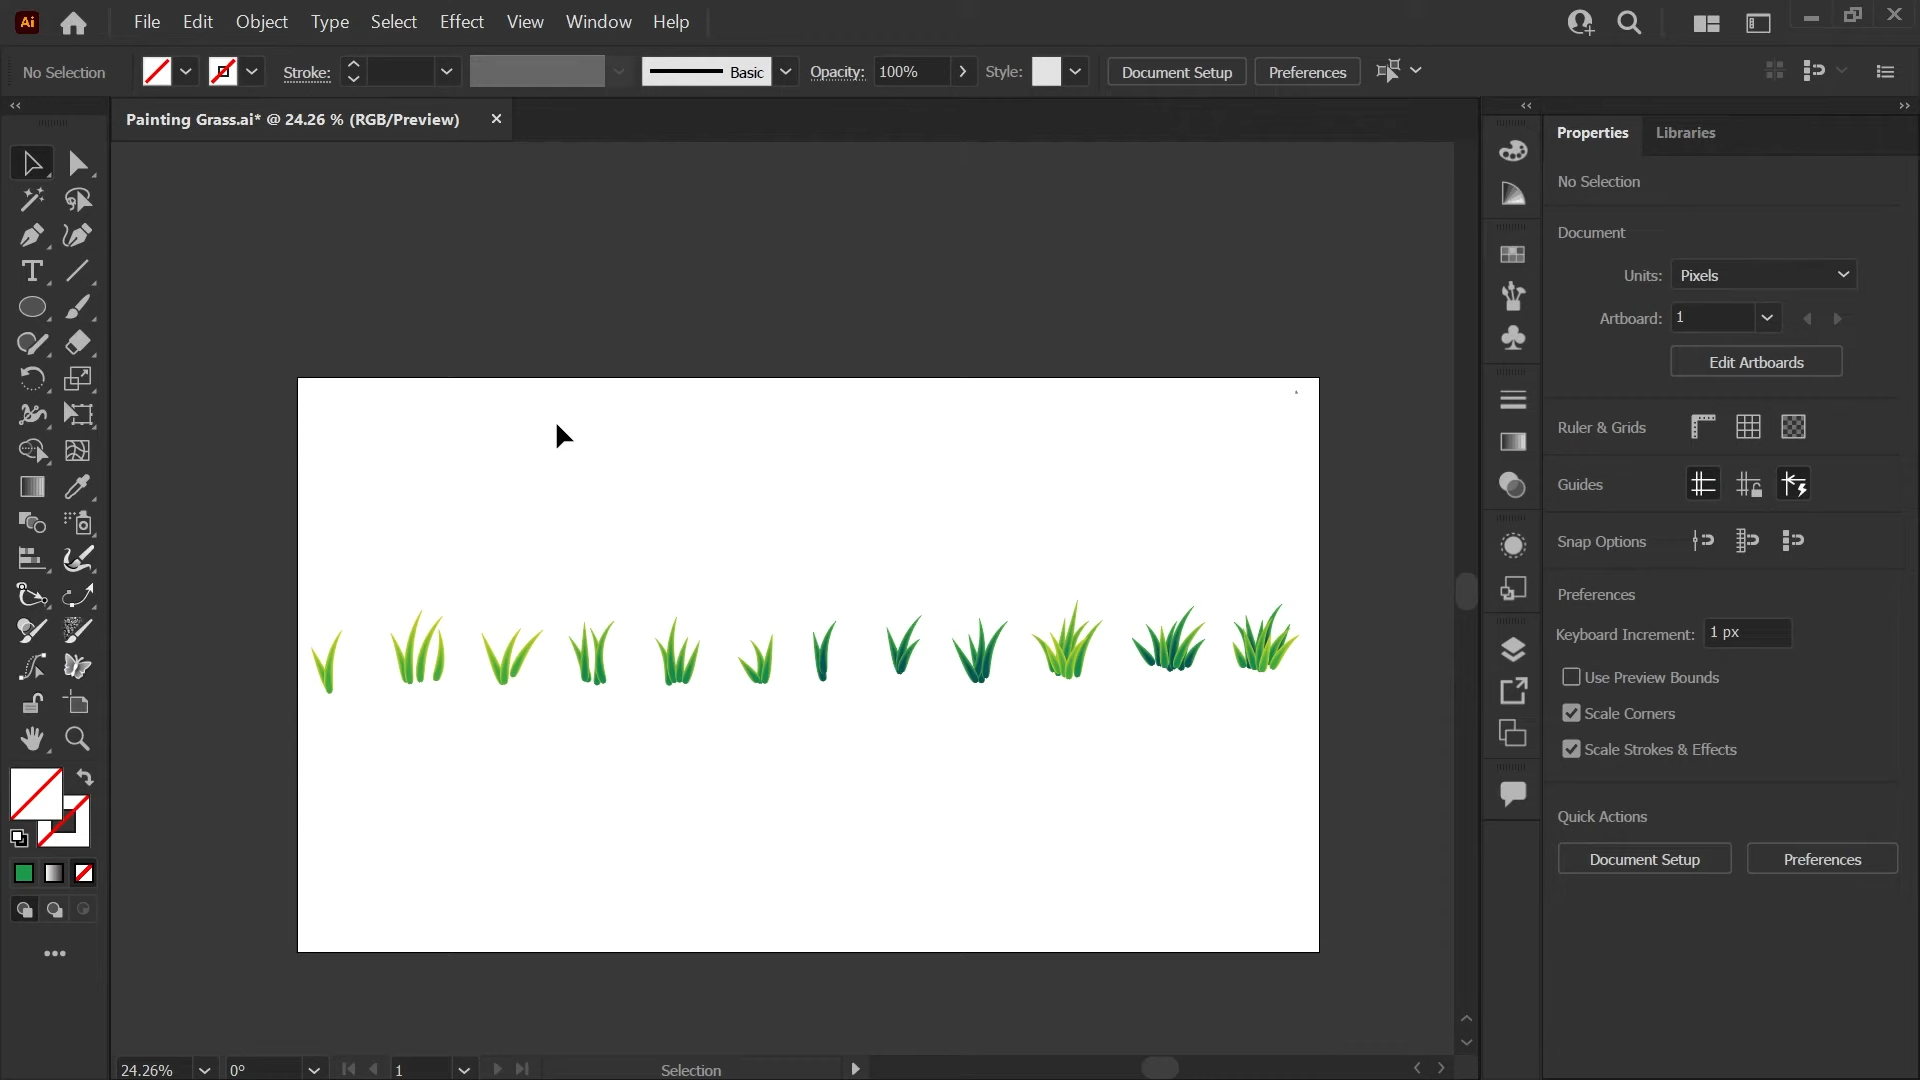 Ai File Edit Object Type Select Effect View Window Help
No Selection Stroke: Basic Opacity: 100% Style: Document Setup Preferences
Painting Grass.ai* @ 24.26 % (RGB/Preview)
Properties Libraries
No Selection
Document
Units: Pixels
Artboard: 1
Edit Artboards
Ruler & Grids
Guides
Snap Options
Preferences
Keyboard Increment: 1 px
Use Preview Bounds
Scale Corners
Scale Strokes & Effects
Quick Actions
Document Setup Preferences
24.26% 0° 1 Selection